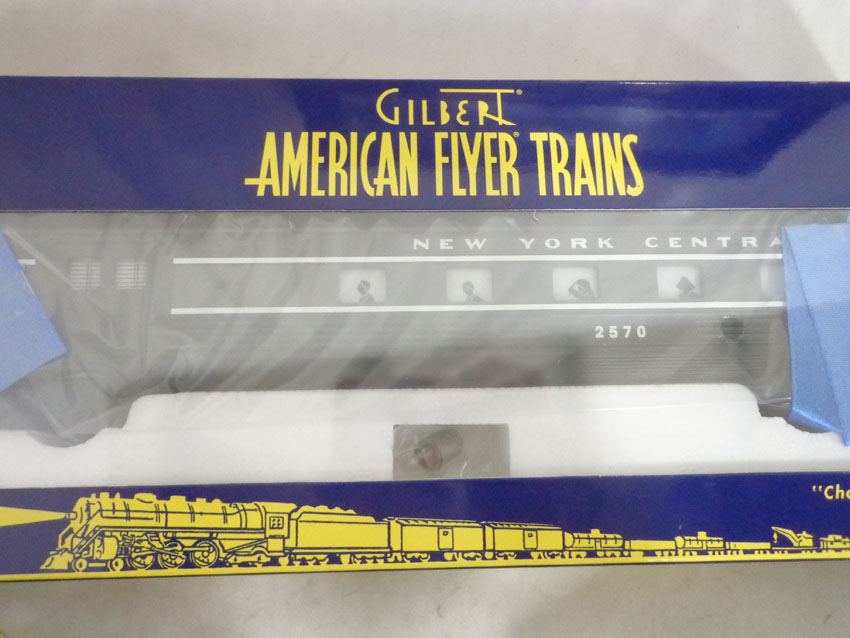 GILBERT®
AMERICAN FLYER® TRAINS
NEW YORK CENTRA
2570
"Cho